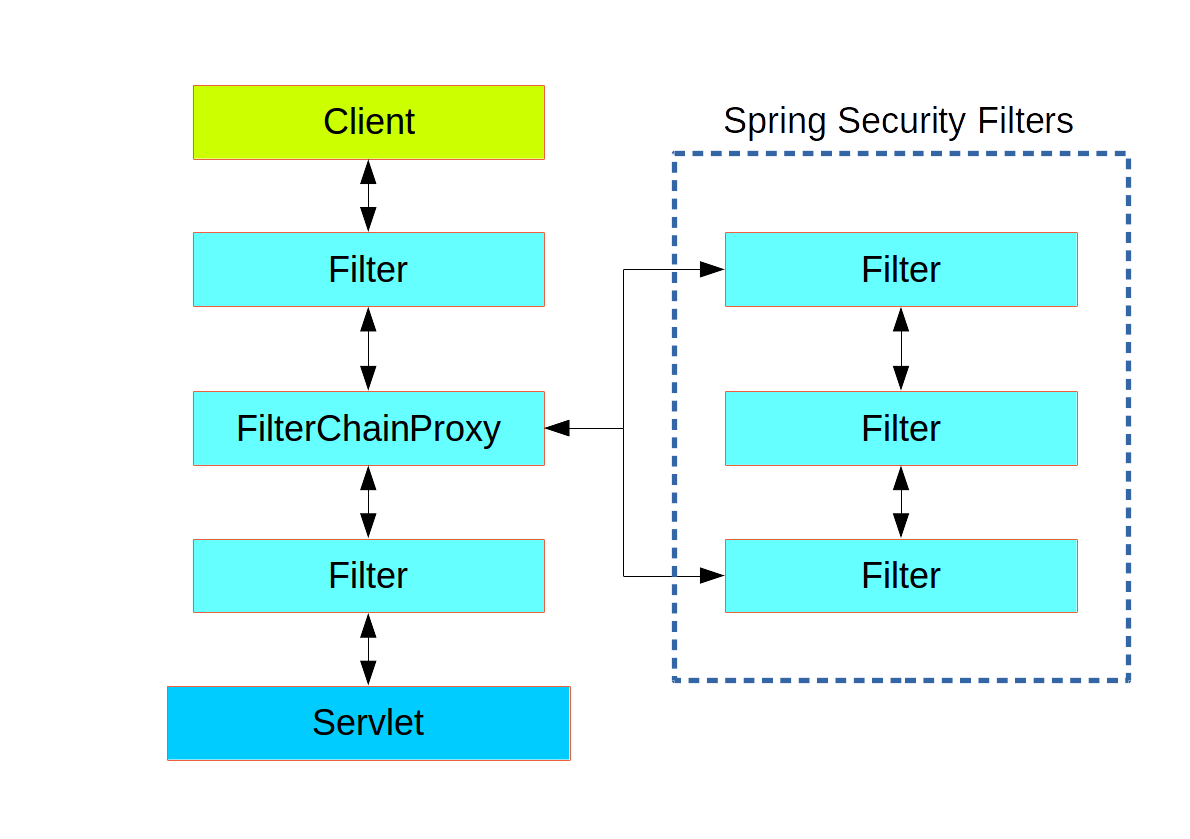 Client
Filter
FilterChainProxy
Filter
Servlet
Spring Security Filters
Filter
Filter
Filter